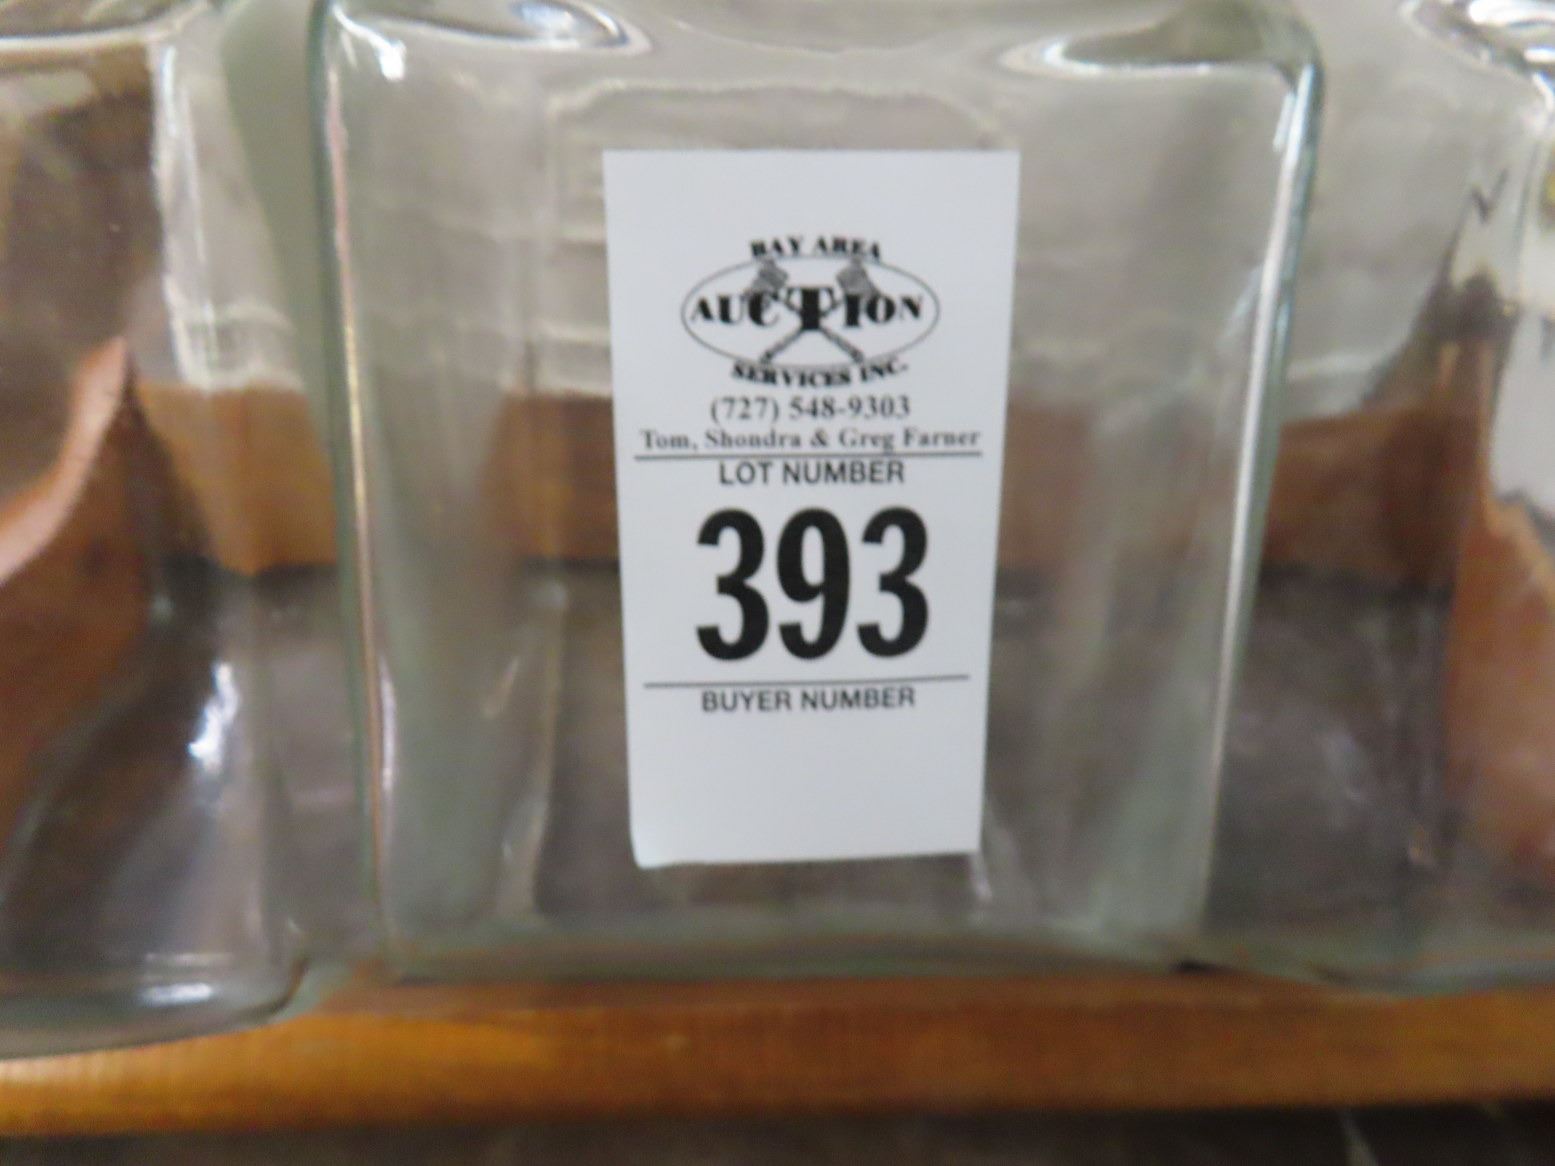 BAY AREA
AUCTION
SERVICES INC.
(727) 548-9303
Tom, Shondra & Greg Farner
LOT NUMBER
393
BUYER NUMBER